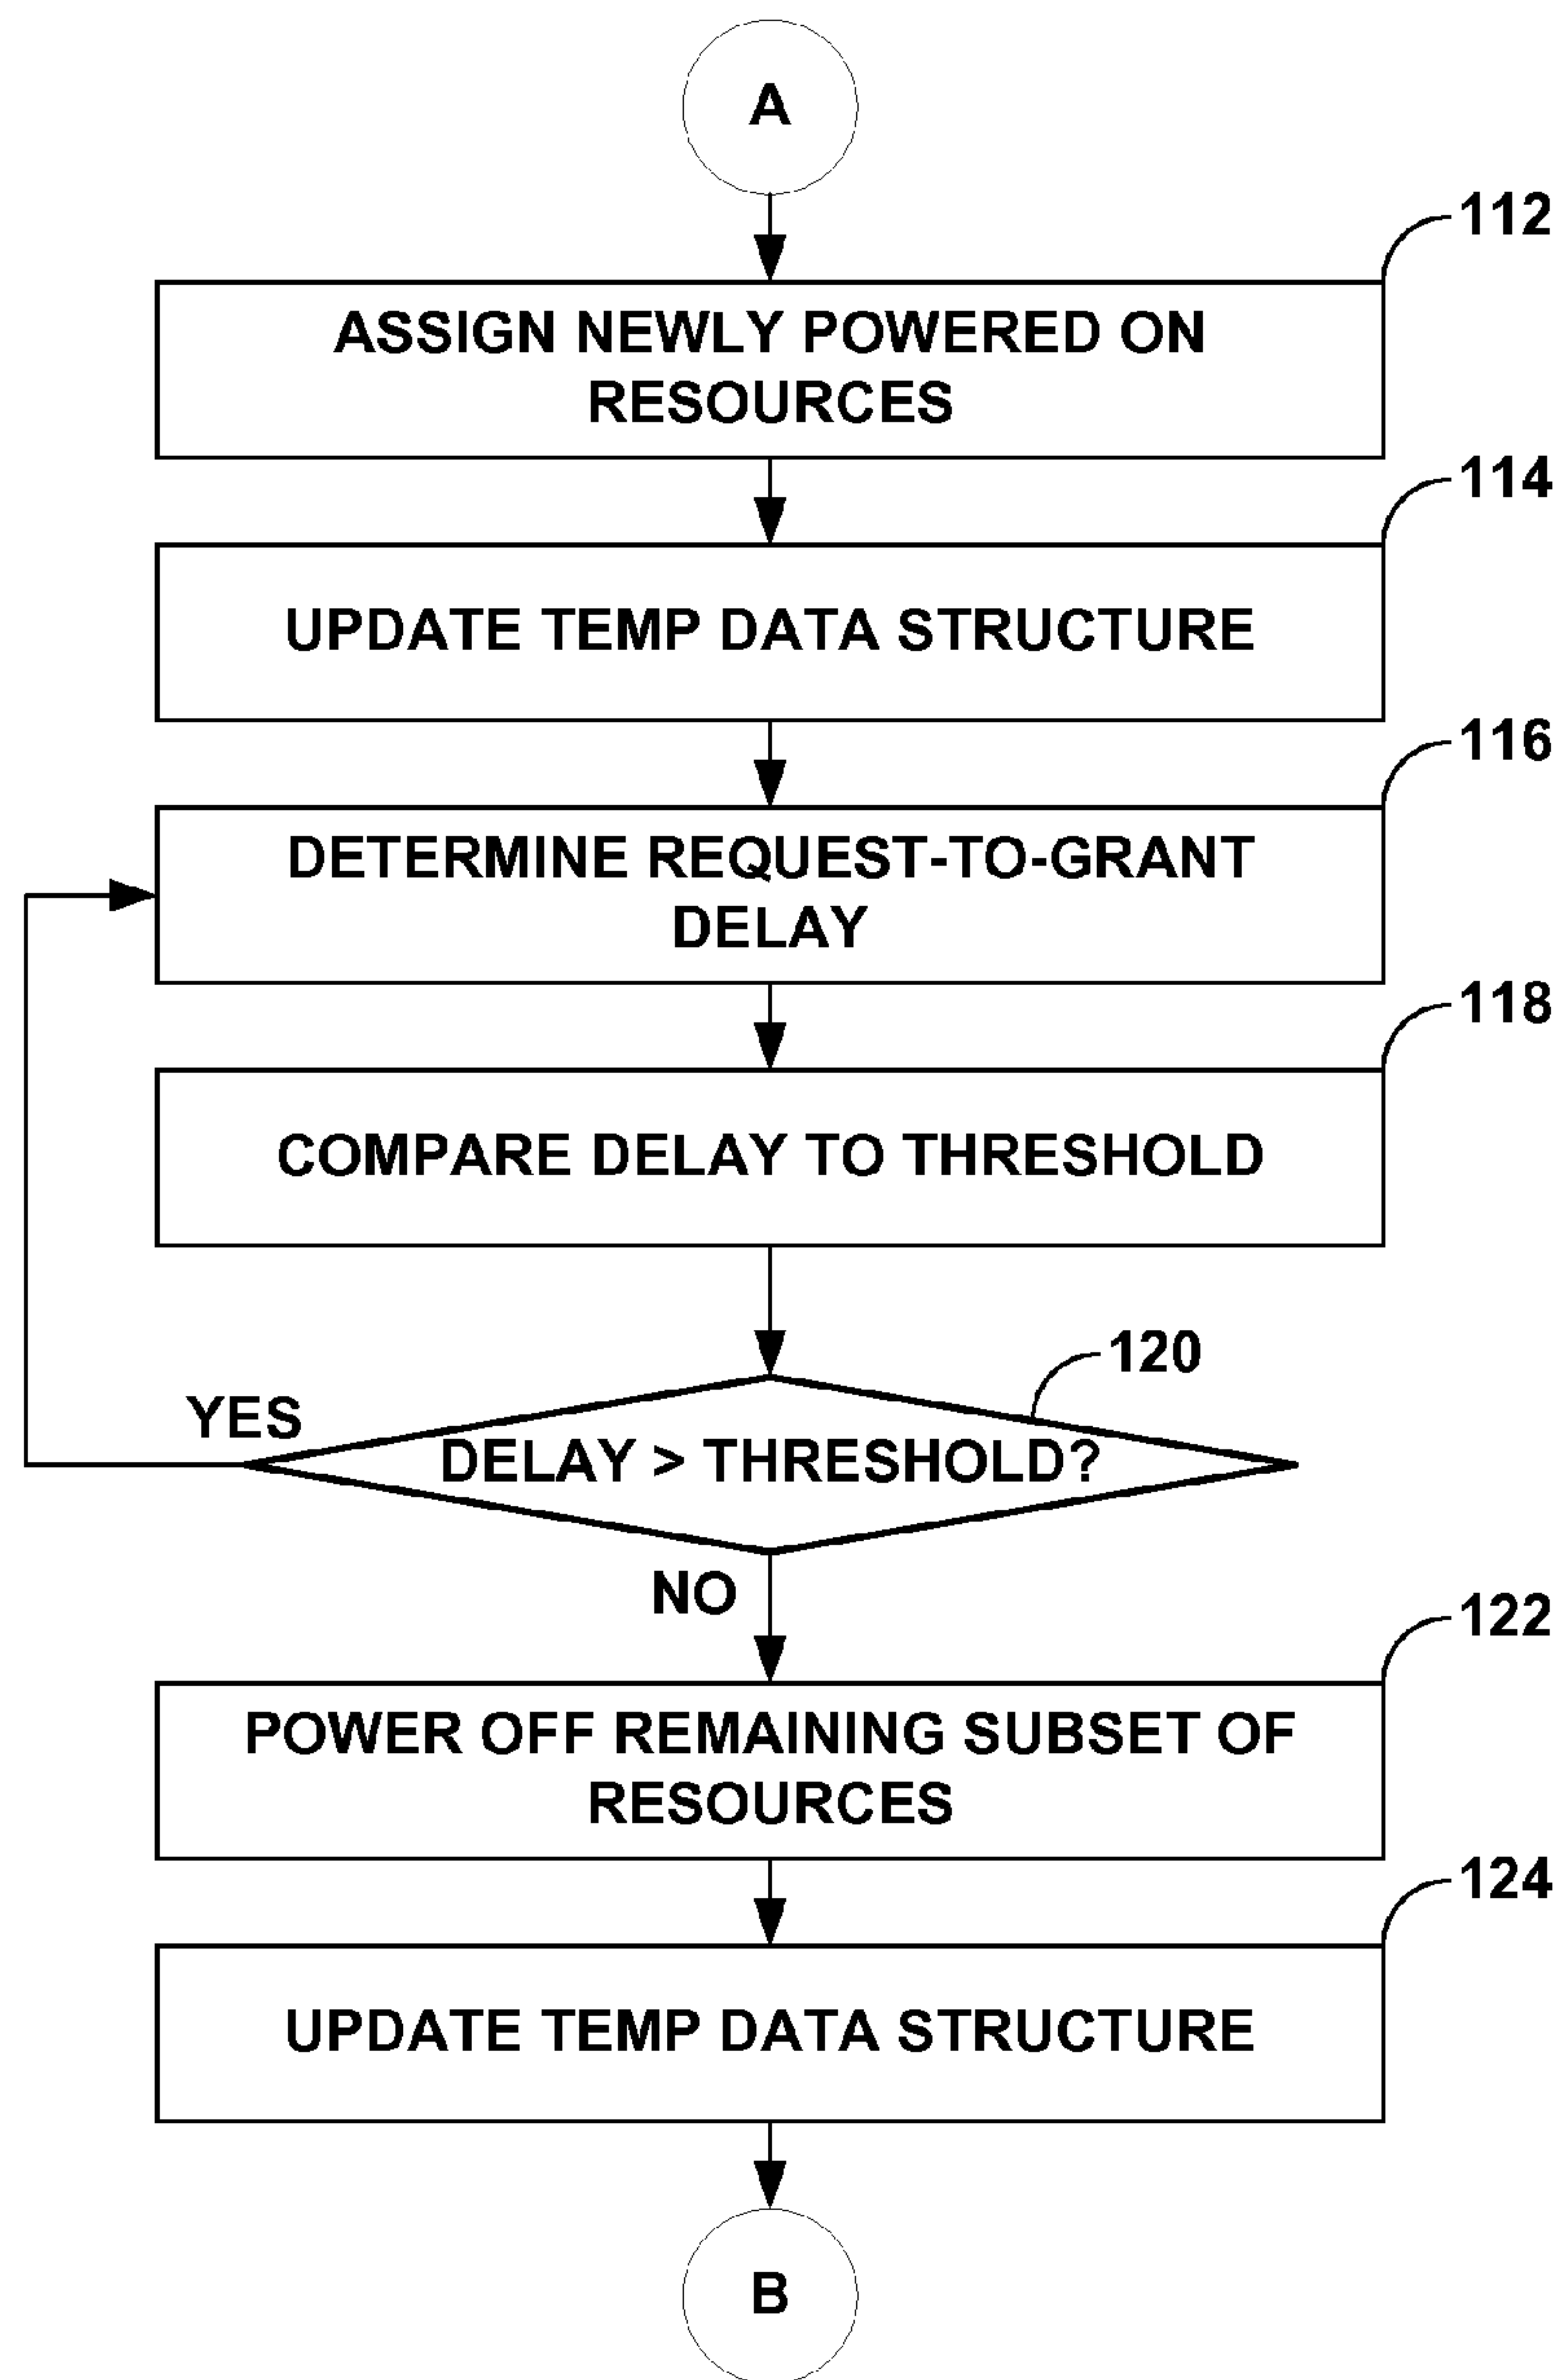 A
112
ASSIGN NEWLY POWERED ON
RESOURCES
114
UPDATE TEMP DATA STRUCTURE
116
DETERMINE REQUEST-TO-GRANT
DELAY
118
COMPARE DELAY TO THRESHOLD
120
YES
DELAY > THRESHOLD?
NO
122
POWER OFF REMAINING SUBSET OF
RESOURCES
124
UPDATE TEMP DATA STRUCTURE
B